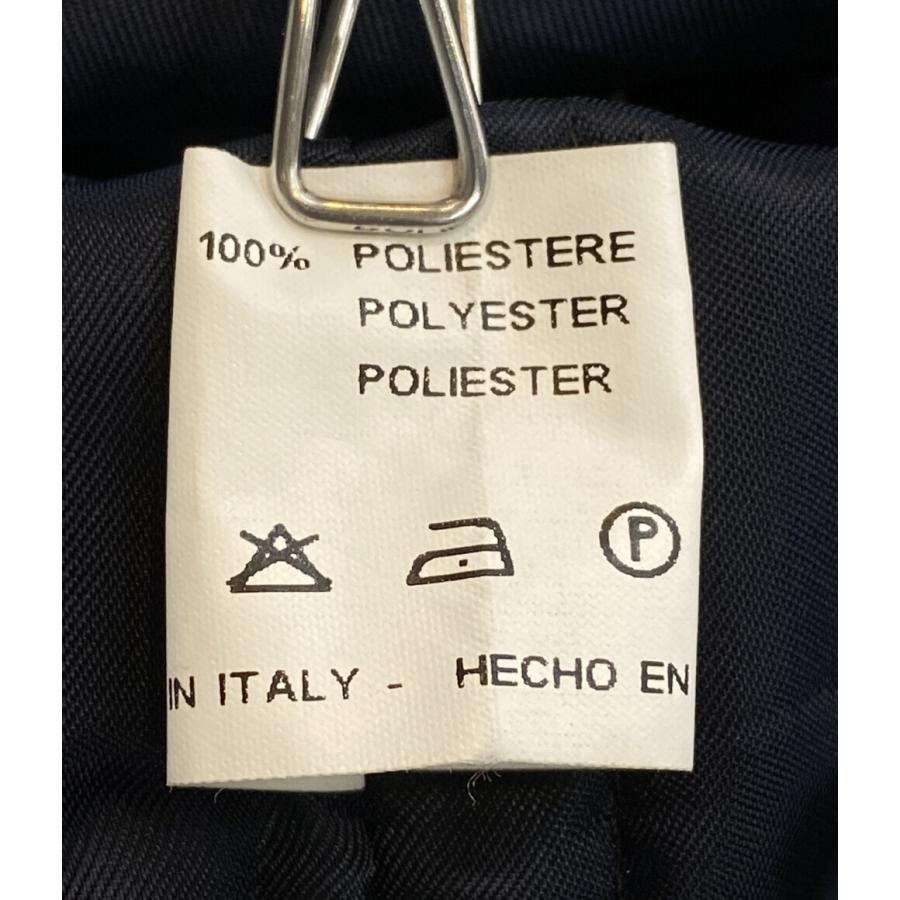 100% POLIESTERE
POLYESTER
POLIESTER
P
IN ITALY - HECHO EN